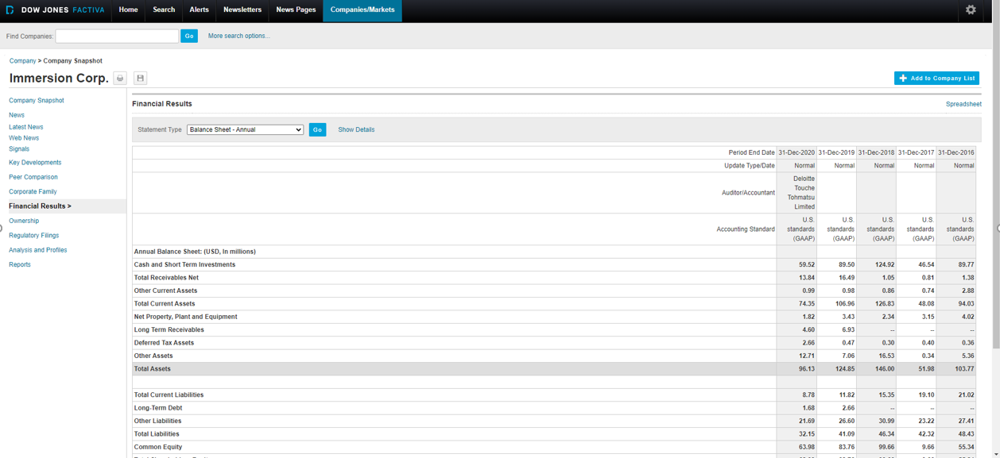 DOW JONES FACTIVA Home Search Alerts Newsletters News Pages Companies/Markets
Find Companies: Go More search options...
Company > Company Snapshot
Immersion Corp. Add to Company List
Company Snapshot
News
Latest News
Web News
Signals
Key Developments
Peer Comparison
Corporate Family
Financial Results >
Ownership
Regulatory Filings
Analysis and Profiles
Reports
Financial Results Spreadsheet
Statement Type Balance Sheet - Annual Go Show Details
Period End Date 31-Dec-2020 31-Dec-2019 31-Dec-2018 31-Dec-2017 31-Dec-2016
Update Type/Date Normal Normal Normal Normal Normal
Auditor/Accountant Deloitte
Touche
Tohmatsu
Limited
Accounting Standard U.S. U.S. U.S. U.S. U.S.
standards standards standards standards standards
(GAAP) (GAAP) (GAAP) (GAAP) (GAAP)
Annual Balance Sheet: (USD, In millions)
Cash and Short Term Investments 59.52 89.50 124.92 46.54 89.77
Total Receivables Net 13.84 16.49 1.05 0.81 1.38
Other Current Assets 0.99 0.98 0.86 0.74 2.88
Total Current Assets 74.35 106.96 126.83 48.08 94.03
Net Property, Plant and Equipment 1.82 3.43 2.34 3.15 4.02
Long Term Receivables 4.60 6.93 -- -- --
Deferred Tax Assets 2.66 0.47 0.30 0.40 0.36
Other Assets 12.71 7.06 16.53 0.34 5.36
Total Assets 96.13 124.85 146.00 51.98 103.77
Total Current Liabilities 8.78 11.82 15.35 19.10 21.02
Long-Term Debt 1.68 2.66 -- -- --
Other Liabilities 21.69 26.60 30.99 23.22 27.41
Total Liabilities 32.15 41.09 46.34 42.32 48.43
Common Equity 63.98 83.76 99.66 9.66 55.34